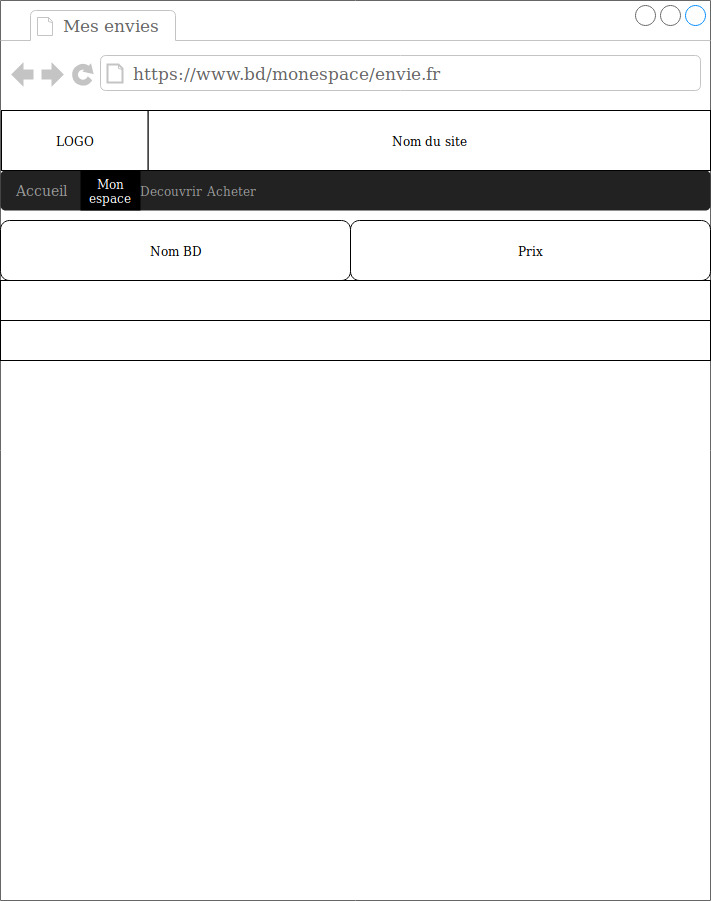 Mes envies
https://www.bd/monespace/envie.fr
LOGO
Nom du site
Accueil
Mon
espace
Decouvrir
Acheter
Nom BD
Prix